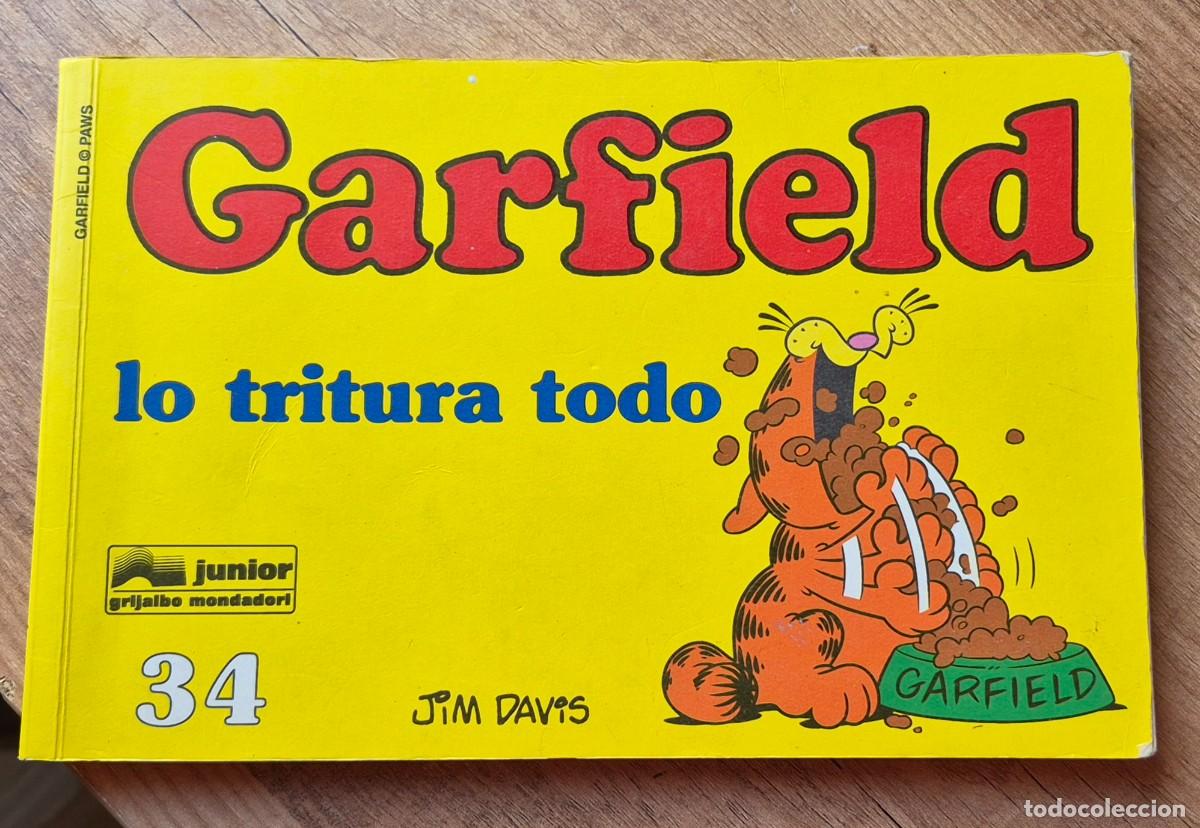 GARFIELD © PAWS
Garfield
lo tritura todo
junior
grijalbo mondadori
34
JIM DAVIS
GARFIELD
todocoleccion